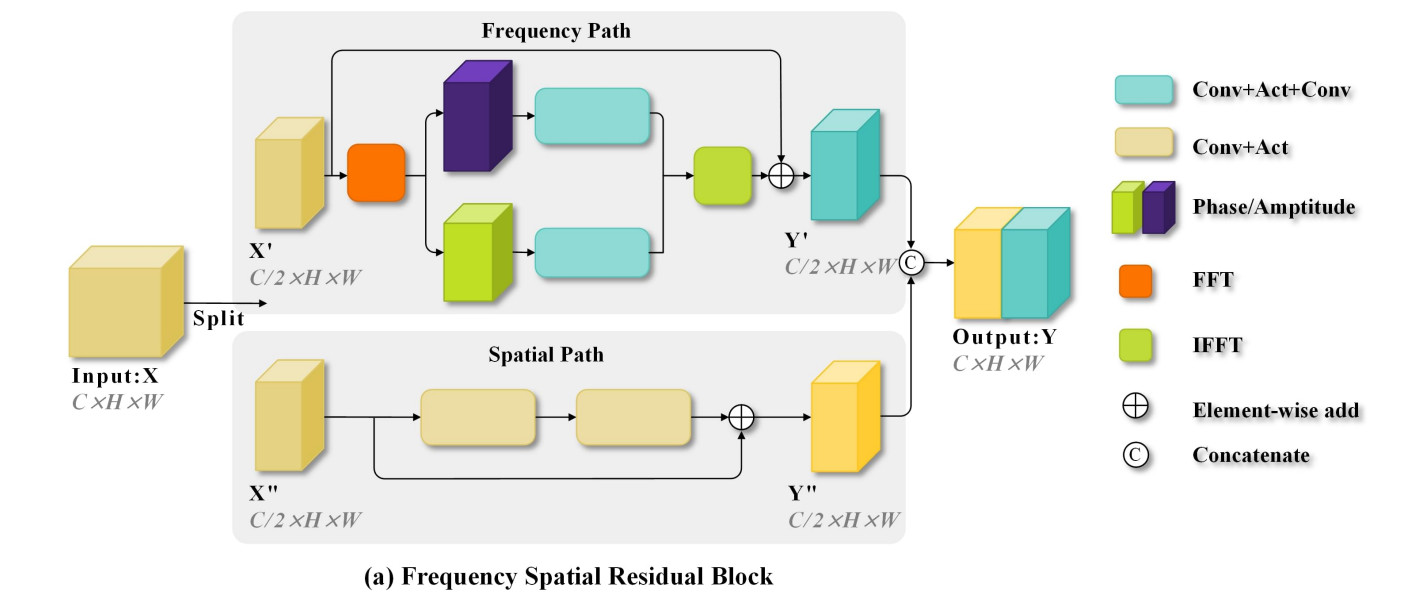 Frequency Path
X'
C/2×H×W
Y'
C/2×H×W
Input:X
C×H×W
Split
Spatial Path
X"
C/2×H×W
Y"
C/2×H×W
C
Output:Y
C×H×W
Conv+Act+Conv
Conv+Act
Phase/Amptitude
FFT
IFFT
Element-wise add
C
Concatenate
(a) Frequency Spatial Residual Block